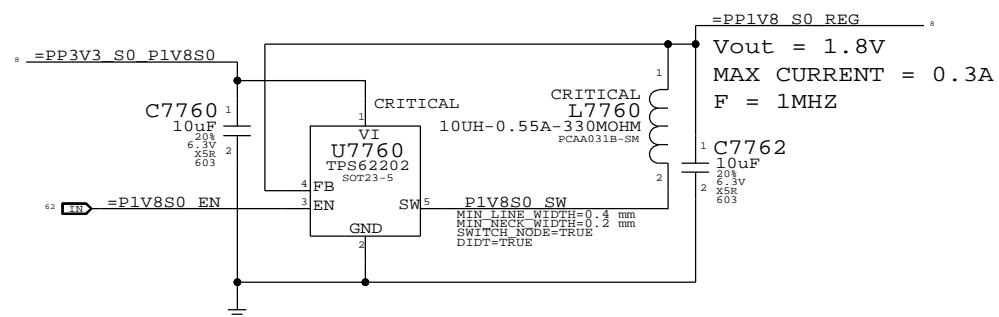 =PP1V8_S0_REG
8
Vout = 1.8V
MAX CURRENT = 0.3A
F = 1MHZ
8
=PP3V3_S0_P1V8S0
C7760
1
10uF
20%
6.3V
X5R
603
2
CRITICAL
1
VI
U7760
TPS62202
SOT23-5
4
FB
3
EN
SW
5
GND
2
62
IN
=P1V8S0_EN
P1V8S0_SW
MIN_LINE_WIDTH=0.4 mm
MIN_NECK_WIDTH=0.2 mm
SWITCH_NODE=TRUE
DIDT=TRUE
1
CRITICAL
L7760
10UH-0.55A-330MOHM
PCAA031B-SM
2
1
C7762
10uF
20%
6.3V
X5R
603
2